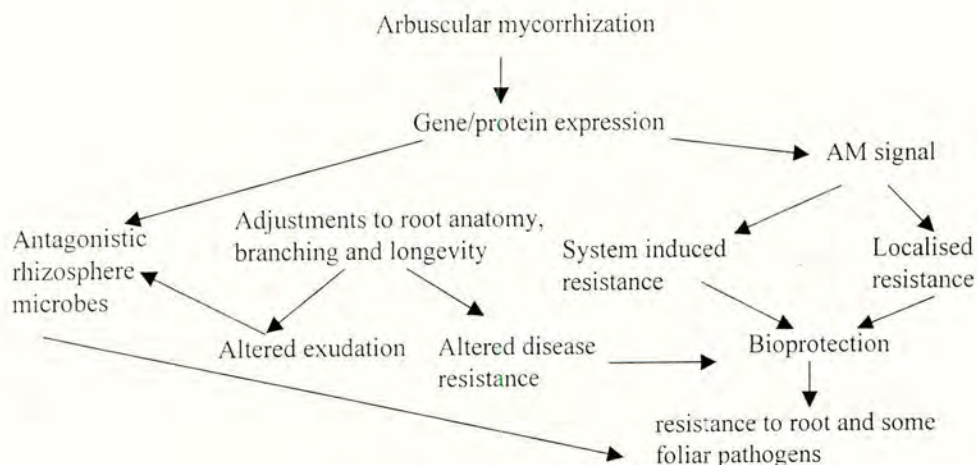 Arbuscular mycorrhization
Gene/protein expression
AM signal
Adjustments to root anatomy,
branching and longevity
Antagonistic
rhizosphere
microbes
System induced
resistance
Localised
resistance
Altered exudation
Altered disease
resistance
Bioprotection
resistance to root and some
foliar pathogens